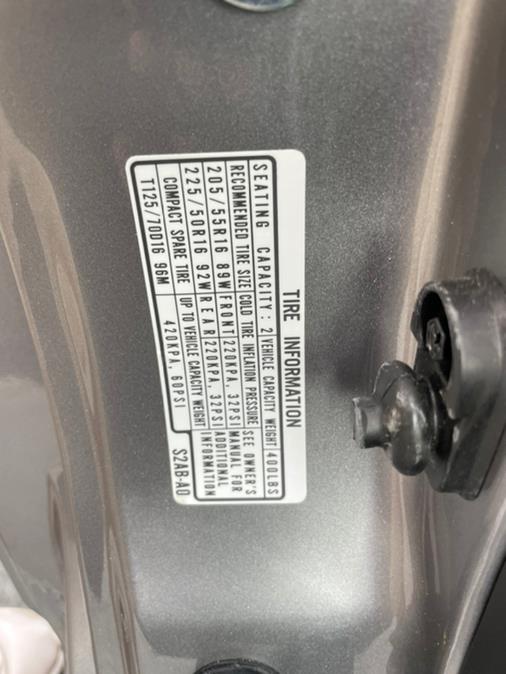 TIRE INFORMATION
SEATING CAPACITY: 2 VEHICLE CAPACITY WEIGHT 400LBS
RECOMMENDED TIRE SIZE COLD TIRE INFLATION PRESSURE SEE OWNER'S
205/55R16 89W FRONT 220KPA, 32PSI MANUAL FOR
225/50R16 92W REAR 220KPA, 32PSI ADDITIONAL
COMPACT SPARE TIRE UP TO VEHICLE CAPACITY WEIGHT INFORMATION
T125/70D16 96M 420KPA, 60PSI S2AB-A0